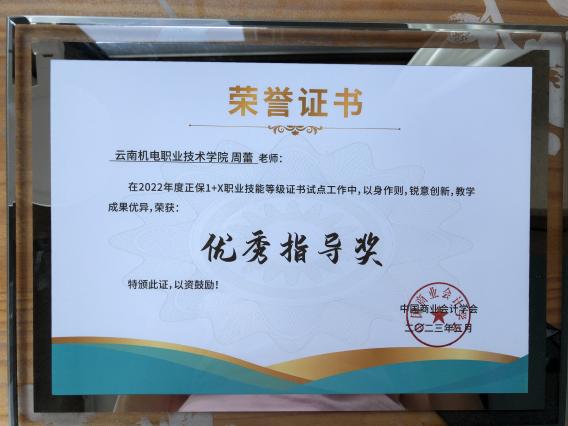 荣誉证书
云南机电职业技术学院 周蕾 老师：
在2022年度正保1+X职业技能等级证书试点工作中，以身作则，锐意创新，教学
成果优异，荣获：
优秀指导奖
特颁此证，以资鼓励！
中国商业会计学会
二〇二三年五月